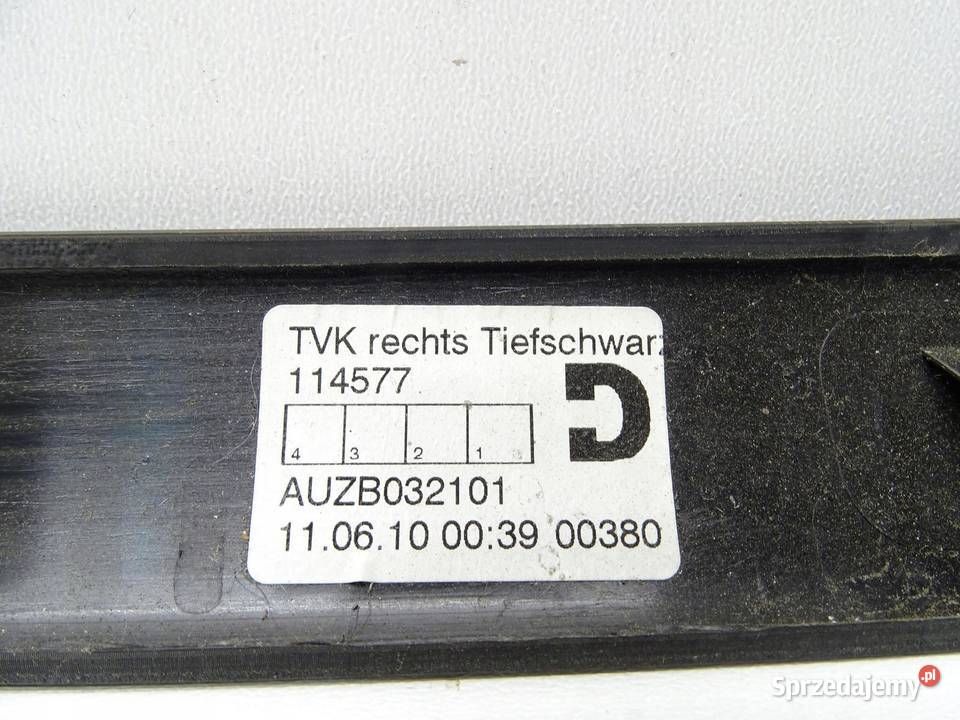 TVK rechts Tiefschwarz
114577
4 3 2 1
AUZB032101
11.06.10 00:39 00380
Sprzedajemy.pl